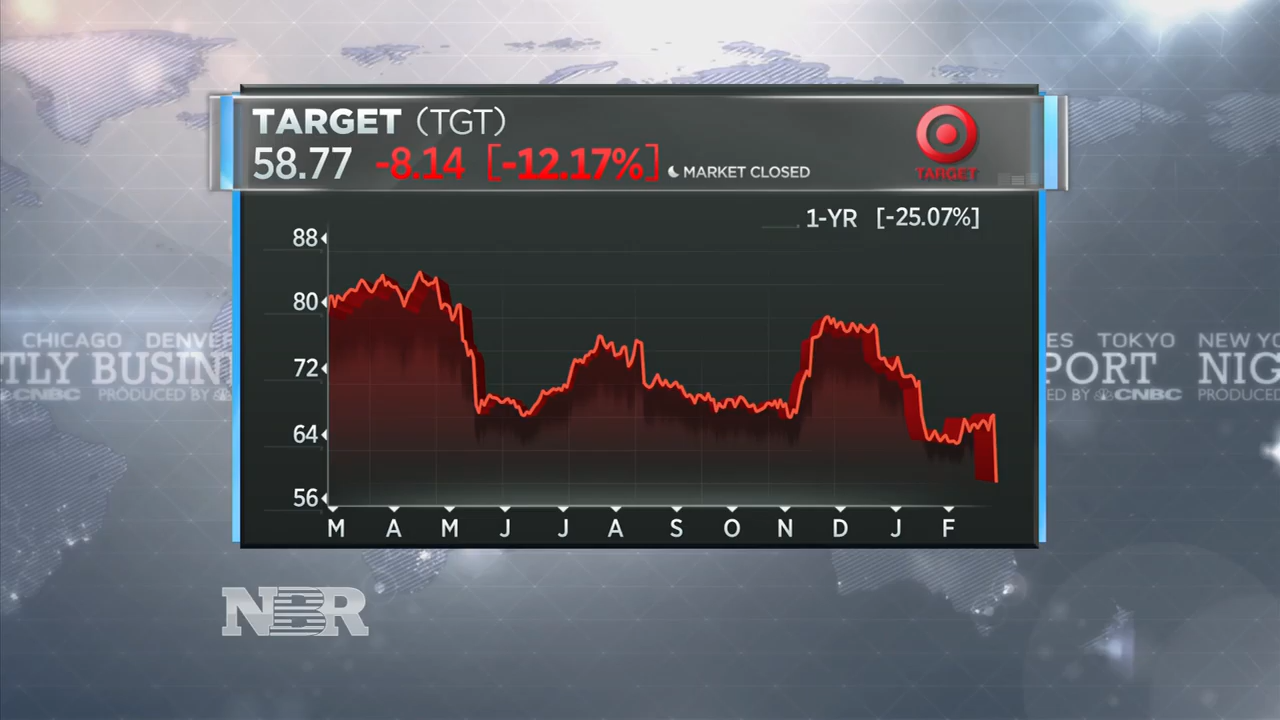 TARGET (TGT)
58.77 -8.14 [-12.17%] MARKET CLOSED
TARGET
1-YR [-25.07%]
88
80
72
64
56
M A M J J A S O N D J F
CHICAGO DENVER
TLY BUSIN
CNBC PRODUCED BY
ES TOKYO NEW YO
PORT NIG
ED BY CNBC PRODUCED
NBR